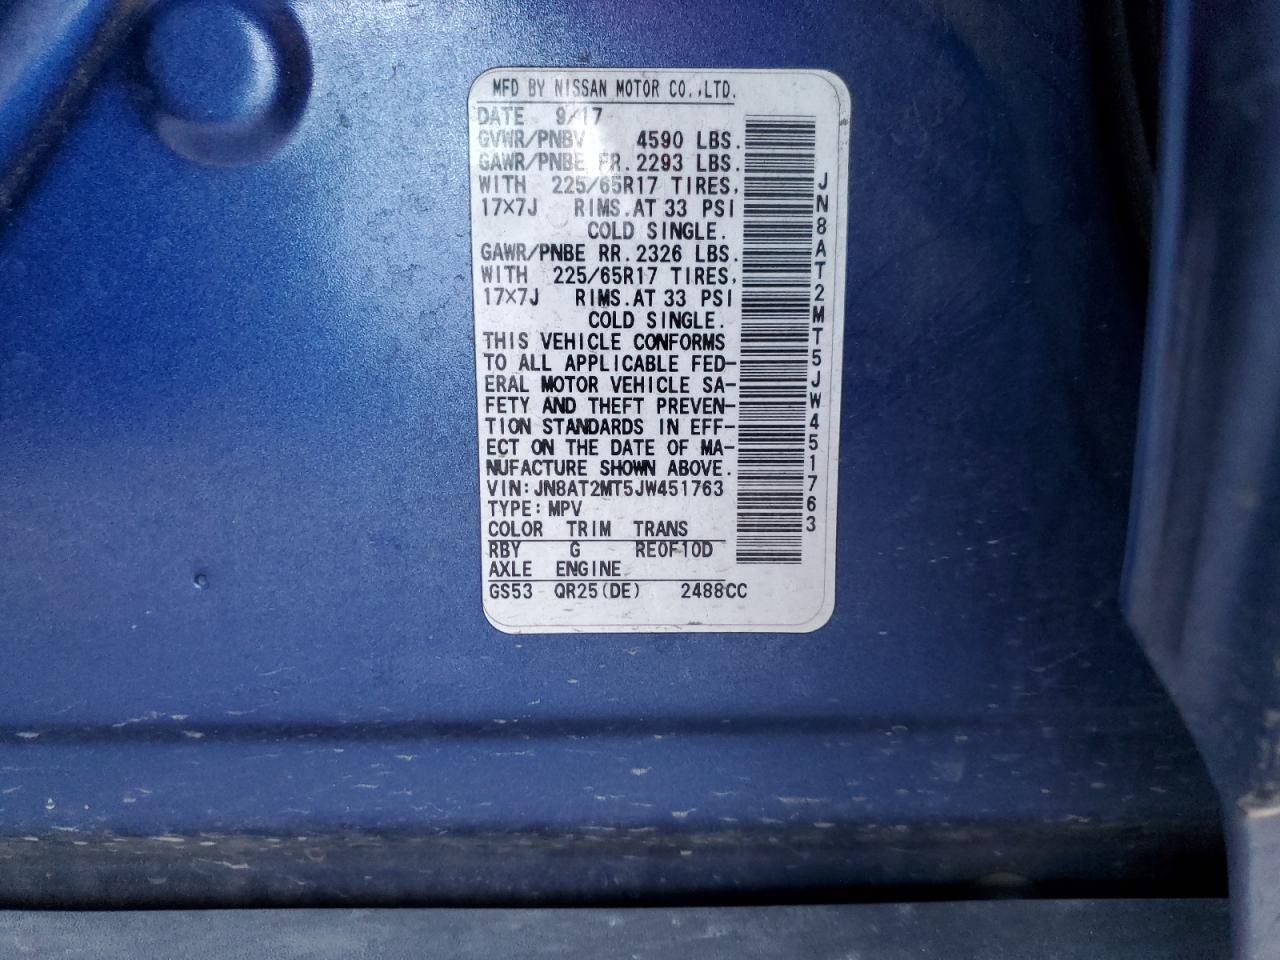 MFD BY NISSAN MOTOR CO.,LTD.
DATE 9/17
GVWR/PNBV 4590 LBS.
GAWR/PNBE FR. 2293 LBS.
WITH 225/65R17 TIRES,
17×7J RIMS.AT 33 PSI
COLD SINGLE.
GAWR/PNBE RR. 2326 LBS.
WITH 225/65R17 TIRES,
17×7J RIMS.AT 33 PSI
COLD SINGLE.
THIS VEHICLE CONFORMS
TO ALL APPLICABLE FED-
ERAL MOTOR VEHICLE SA-
FETY AND THEFT PREVEN-
TION STANDARDS IN EFF-
ECT ON THE DATE OF MA-
NUFACTURE SHOWN ABOVE.
VIN:JN8AT2MT5JW451763
TYPE:MPV
COLOR TRIM TRANS
RBY G RE0F10D
AXLE ENGINE
GS53 QR25(DE) 2488CC
JN8AT2MT5JW451763